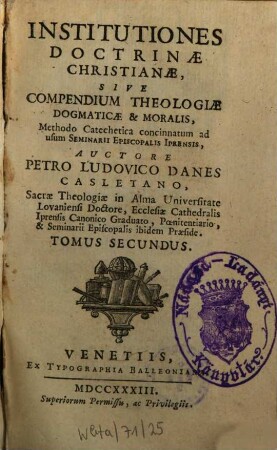 INSTITUTIONES
DOCTRINÆ
CHRISTIANÆ,
SIVE
COMPENDIUM THEOLOGIÆ
DOGMATICÆ & MORALIS,
Methodo Catechetica concinnatum ad
usum SEMINARII EPISCOPALIS IPRENSIS,
AUCTORE
PETRO LUDOVICO DANES
CASLETANO,
Sacræ Theologiæ in Alma Universitate
Lovaniensi Doctore, Ecclesiæ Cathedralis
Iprensis Canonico Graduato, Pœnitentiario,
& Seminarii Episcopalis ibidem Præside.
TOMUS SECUNDUS.
VENETIIS,
EX TYPOGRAPHIA BALLEONIANA
MDCCXXXIII.
Superiorum Permissu, ac Privilegiis.